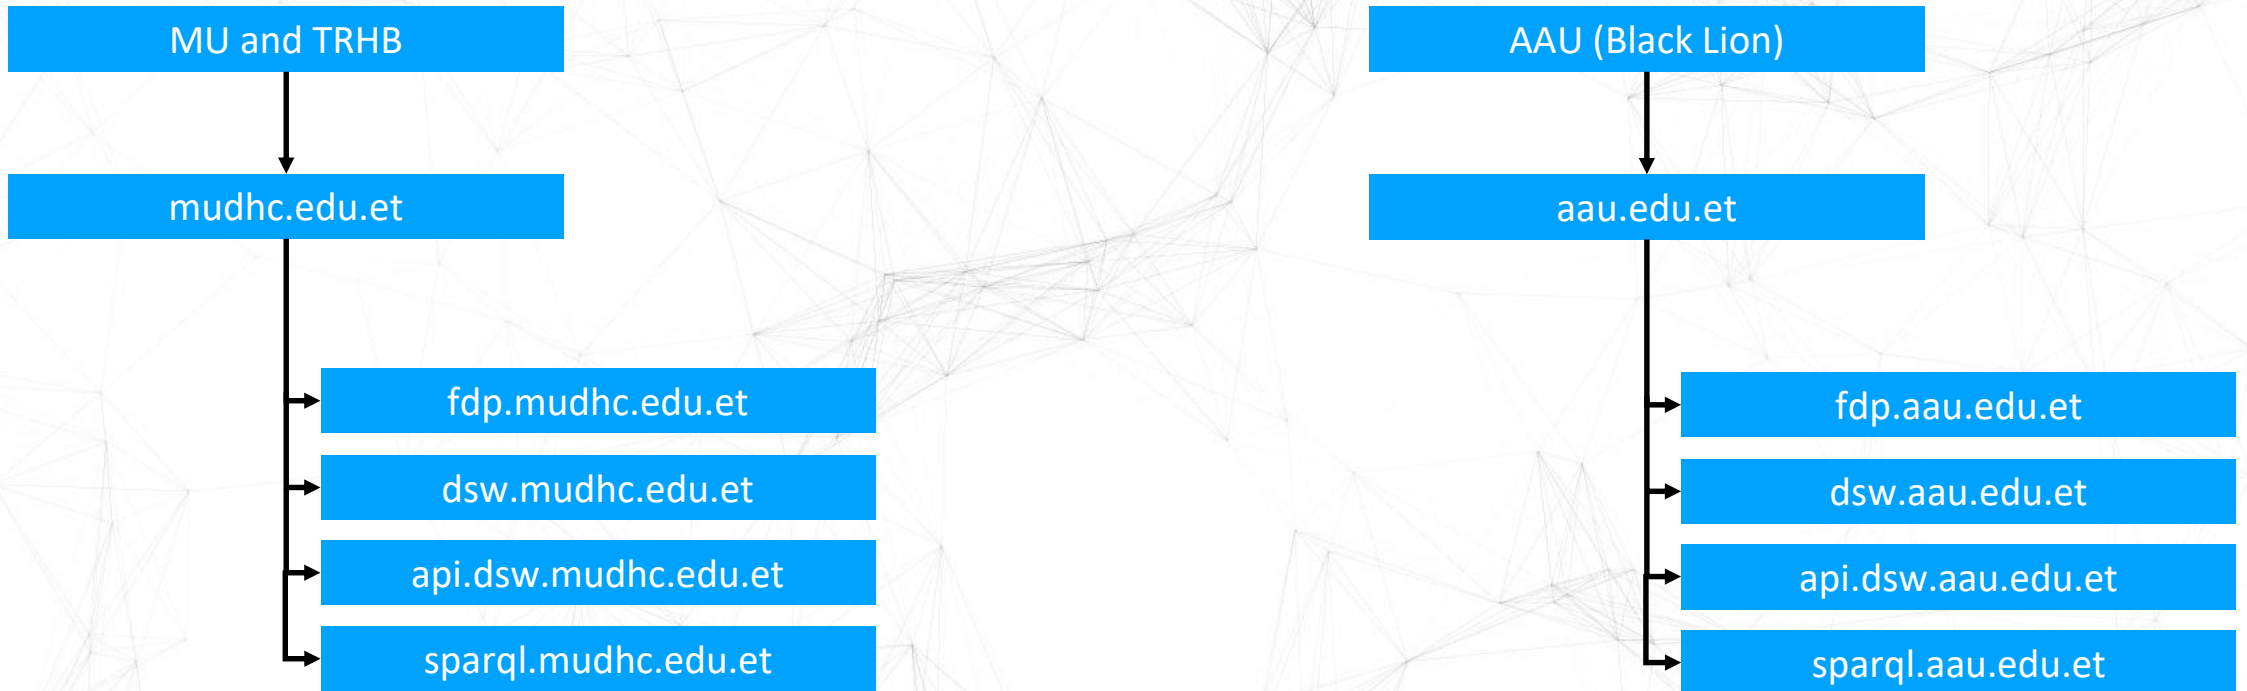 MU and TRHB
mudhc.edu.et
fdp.mudhc.edu.et
dsw.mudhc.edu.et
api.dsw.mudhc.edu.et
sparql.mudhc.edu.et
AAU (Black Lion)
aau.edu.et
fdp.aau.edu.et
dsw.aau.edu.et
api.dsw.aau.edu.et
sparql.aau.edu.et